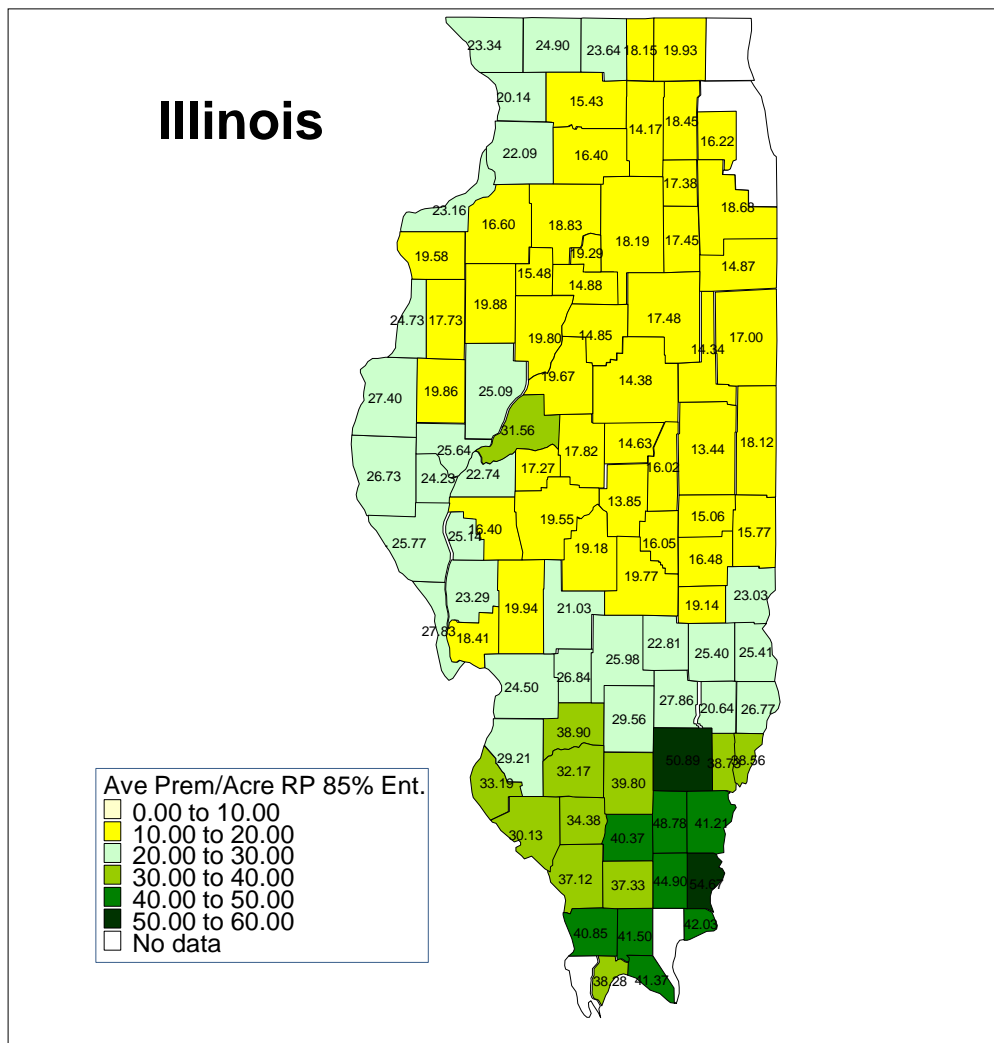 23.34 24.90 23.64 18.15 19.93
20.14 15.43
Illinois
14.17 18.45
16.22
22.09 16.40
17.38
23.16 16.60 18.83 18.19 17.45 18.68
19.58 19.29 14.87
15.48 14.88
24.73 17.73 19.88 19.80 14.85 17.48 14.34 17.00
27.40 19.86 25.09 19.67 14.38
31.56
25.64 17.82 14.63 13.44 18.12
26.73 24.23 22.74 17.27 16.02
13.85
25.77 25.14 16.40 19.55 19.18 16.05 15.06 15.77
16.48
23.29 19.94 21.03 19.77 19.14 23.03
27.83 18.41
25.98 22.81 25.40 25.41
24.50 26.84
29.56 27.86 20.64 26.77
38.90
29.21 50.89 38.78 38.56
33.19 32.17 39.80
Ave Prem/Acre RP 85% Ent.
0.00 to 10.00
10.00 to 20.00
20.00 to 30.00
30.00 to 40.00
40.00 to 50.00
50.00 to 60.00
No data
30.13 34.38 40.37 48.78 41.21
37.12 37.33 44.90 54.67
40.85 41.50 42.03
38.28 41.37